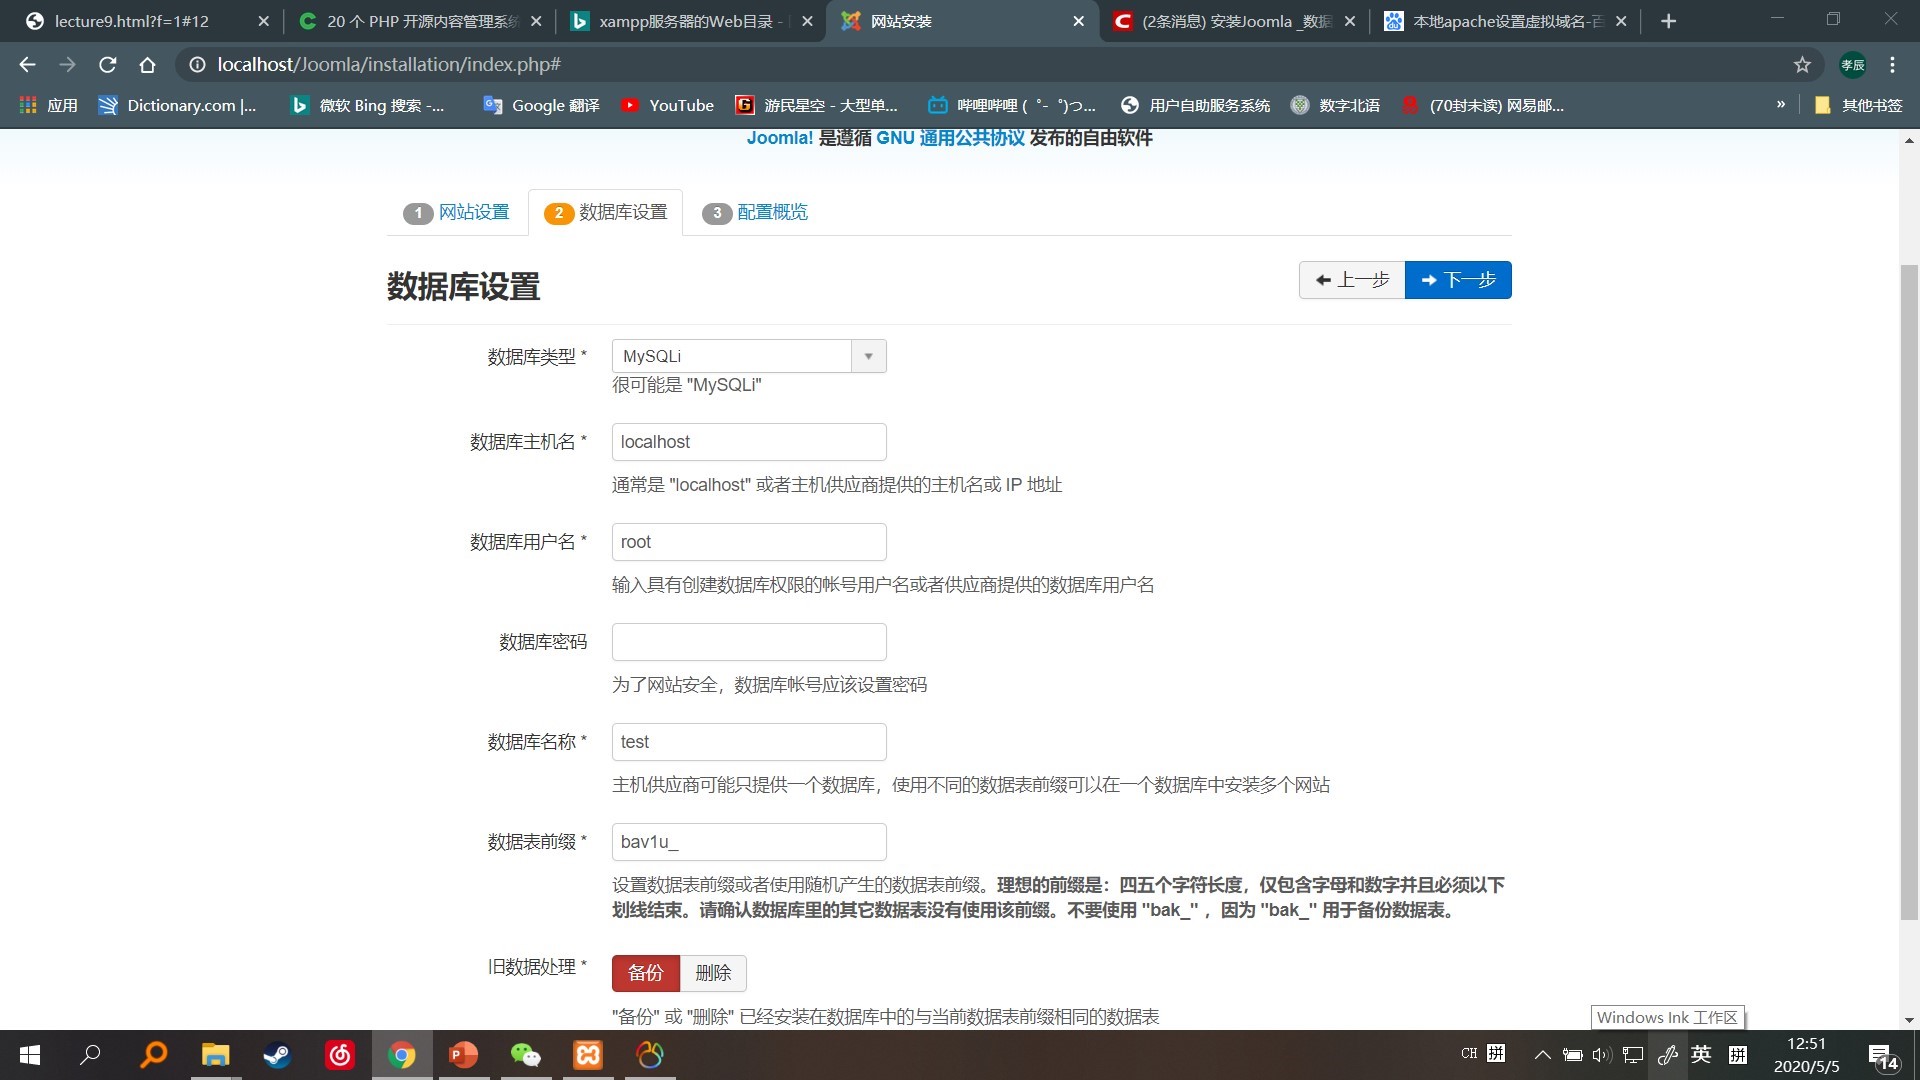 lecture9.html?f=1#12
20 个 PHP 开源内容管理系统
xampp服务器的Web目录 -
网站安装
(2条消息) 安装Joomla _数据
本地apache设置虚拟域名-百
localhost/Joomla/installation/index.php#
孝辰
应用
Dictionary.com |...
微软 Bing 搜索 -...
Google 翻译
YouTube
游民星空 - 大型单...
哔哩哔哩 ( ゜- ゜)つ...
用户自助服务系统
数字北语
(70封未读) 网易邮...
»
其他书签
Joomla! 是遵循 GNU 通用公共协议 发布的自由软件
1 网站设置
2 数据库设置
3 配置概览
数据库设置
上一步
下一步
数据库类型 *
MySQLi
很可能是 "MySQLi"
数据库主机名 *
localhost
通常是 "localhost" 或者主机供应商提供的主机名或 IP 地址
数据库用户名 *
root
输入具有创建数据库权限的帐号用户名或者供应商提供的数据库用户名
数据库密码
为了网站安全，数据库帐号应该设置密码
数据库名称 *
test
主机供应商可能只提供一个数据库，使用不同的数据表前缀可以在一个数据库中安装多个网站
数据表前缀 *
bav1u_
设置数据表前缀或者使用随机产生的数据表前缀。理想的前缀是：四五个字符长度，仅包含字母和数字并且必须以下
划线结束。请确认数据库里的其它数据表没有使用该前缀。不要使用 "bak_" ，因为 "bak_" 用于备份数据表。
旧数据处理 *
备份
删除
"备份" 或 "删除" 已经安装在数据库中的与当前数据表前缀相同的数据表
Windows Ink 工作区
CH
拼
英
拼
12:51
2020/5/5
14